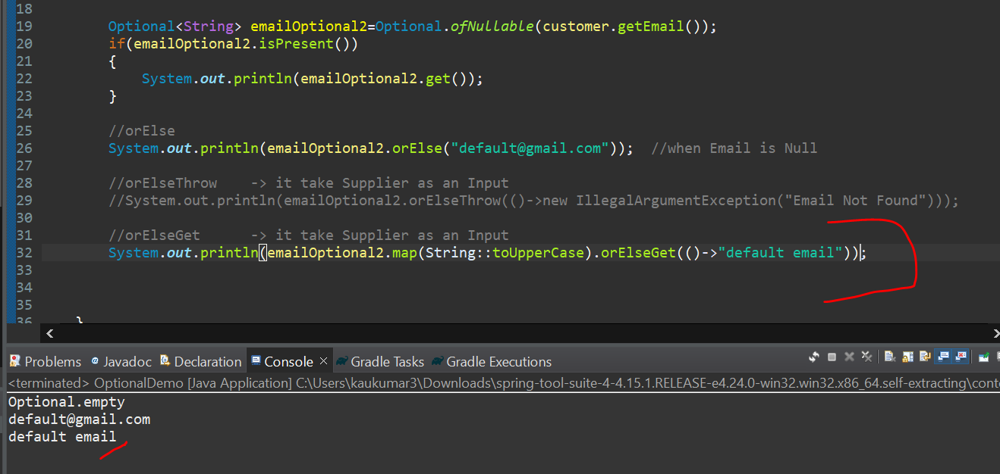 18
19 Optional<String> emailOptional2=Optional.ofNullable(customer.getEmail());
20 if(emailOptional2.isPresent())
21 {
22 System.out.println(emailOptional2.get());
23 }
24
25 //orElse
26 System.out.println(emailOptional2.orElse("default@gmail.com")); //when Email is Null
27
28 //orElseThrow -> it take Supplier as an Input
29 //System.out.println(emailOptional2.orElseThrow(()->new IllegalArgumentException("Email Not Found")));
30
31 //orElseGet -> it take Supplier as an Input
32 System.out.println(emailOptional2.map(String::toUpperCase).orElseGet(()->"default email"));
33
34
35
36 }
Problems Javadoc Declaration Console Gradle Tasks Gradle Executions
<terminated> OptionalDemo [Java Application] C:\Users\kaukumar3\Downloads\spring-tool-suite-4-4.15.1.RELEASE-e4.24.0-win32.win32.x86_64.self-extracting\cont
Optional.empty
default@gmail.com
default email